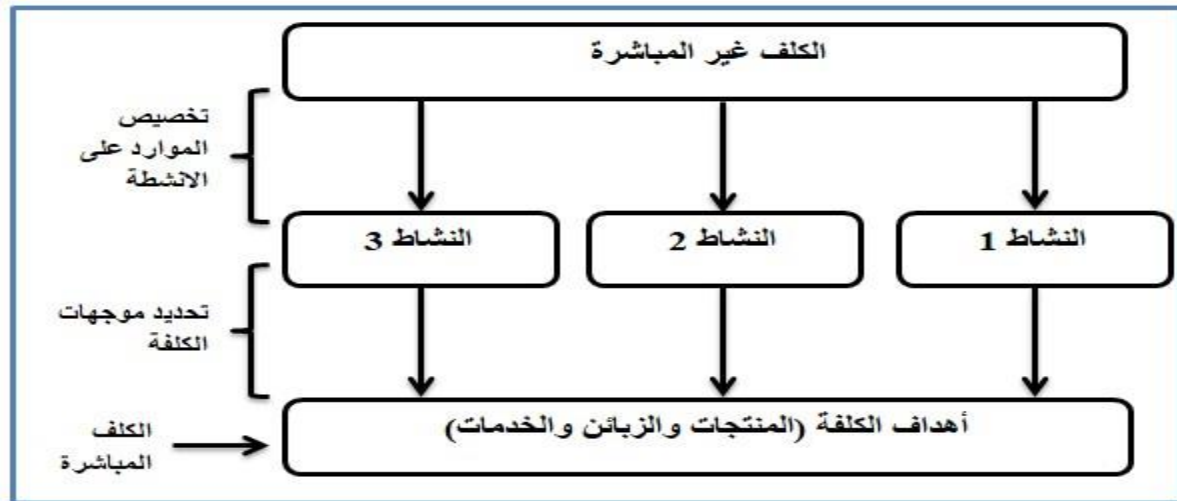 الكلف غير المباشرة
تخصيص
الموارد على
الانشطة
النشاط 1
النشاط 2
النشاط 3
تحديد موجهات
الكلفة
أهداف الكلفة (المنتجات والزبائن والخدمات)
الكلف
المباشرة